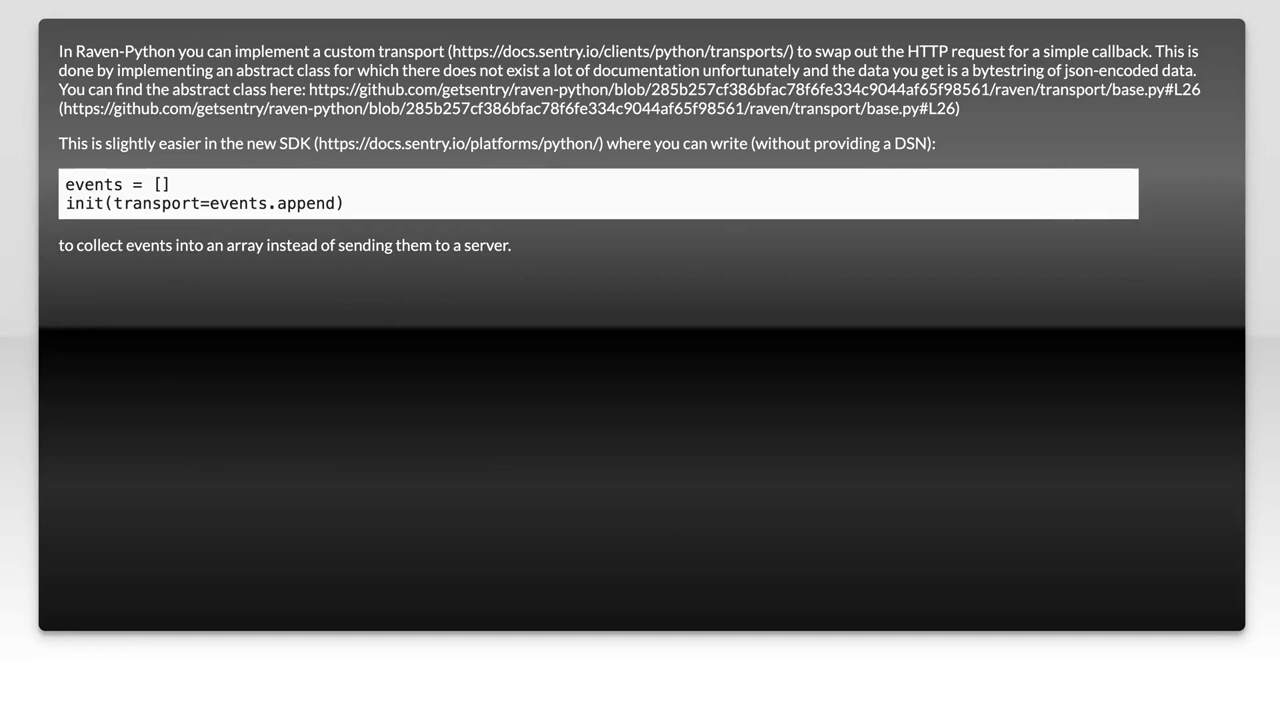 In Raven-Python you can implement a custom transport (https://docs.sentry.io/clients/python/transports/) to swap out the HTTP request for a simple callback. This is
done by implementing an abstract class for which there does not exist a lot of documentation unfortunately and the data you get is a bytestring of json-encoded data.
You can find the abstract class here: https://github.com/getsentry/raven-python/blob/285b257cf386bfac78f6fe334c9044af65f98561/raven/transport/base.py#L26
(https://github.com/getsentry/raven-python/blob/285b257cf386bfac78f6fe334c9044af65f98561/raven/transport/base.py#L26)
This is slightly easier in the new SDK (https://docs.sentry.io/platforms/python/) where you can write (without providing a DSN):
events = []
init(transport=events.append)
to collect events into an array instead of sending them to a server.